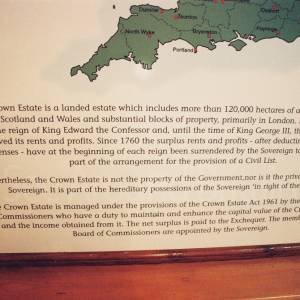 Dunster
Taunton
North Wyke
Bryanston
Poundbury
Portland
own Estate is a landed estate which includes more than 120,000 hectares of a
Scotland and Wales and substantial blocks of property, primarily in London.
e reign of King Edward the Confessor and, until the time of King George III, th
ved its rents and profits. Since 1760 the surplus rents and profits - after deductin
enses - have at the beginning of each reign been surrendered by the Sovereign to
part of the arrangement for the provision of a Civil List.
ertheless, the Crown Estate is not the property of the Government,nor is it the priva
Sovereign. It is part of the hereditary possessions of the Sovereign 'in right of the
e Crown Estate is managed under the provisions of the Crown Estate Act 1961 by the
Commissioners who have a duty to maintain and enhance the capital value of the C
and the income obtained from it. The net surplus is paid to the Exchequer. The memb
Board of Commissioners are appointed by the Sovereign.